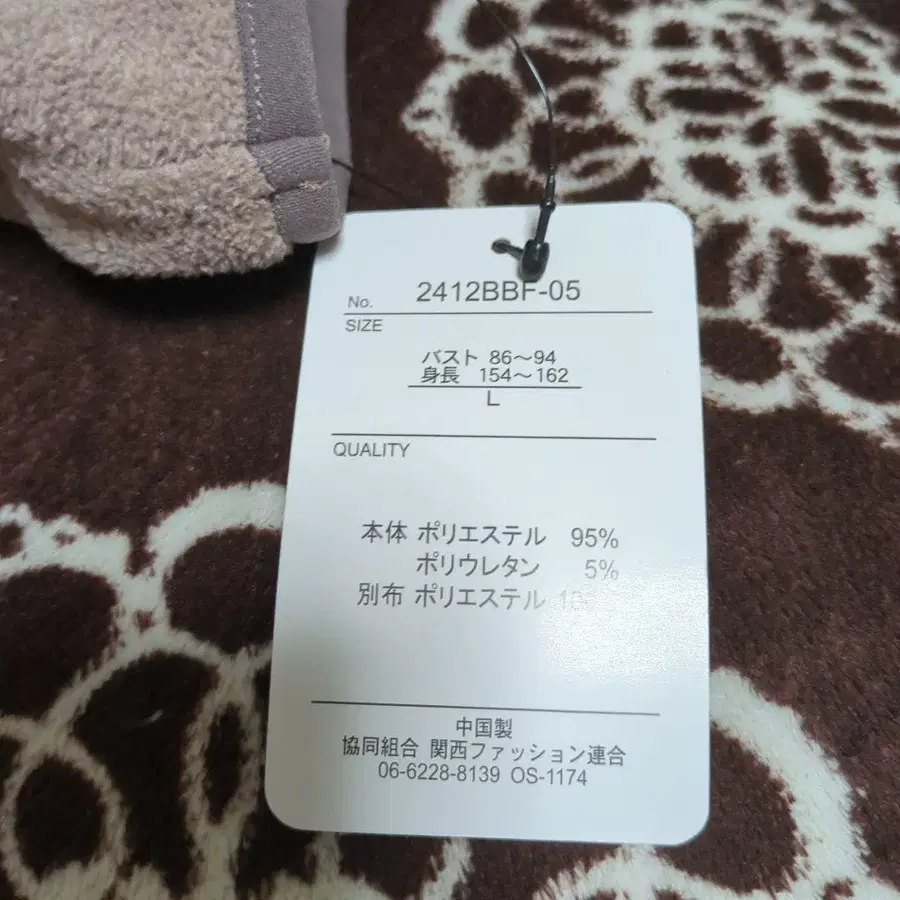 No. 2412BBF-05
SIZE
バスト 86～94
身長 154～162
L
QUALITY
本体 ポリエステル 95%
ポリウレタン 5%
別布 ポリエステル
中国製
協同組合 関西ファッション連合
06-6228-8139 OS-1174